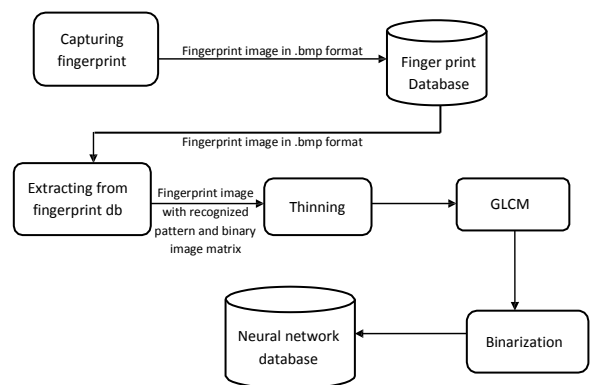 Capturing
fingerprint
Fingerprint image in .bmp format
Finger print
Database
Fingerprint image in .bmp format
Extracting from
fingerprint db
Fingerprint image
with recognized
pattern and binary
image matrix
Thinning
GLCM
Neural network
database
Binarization